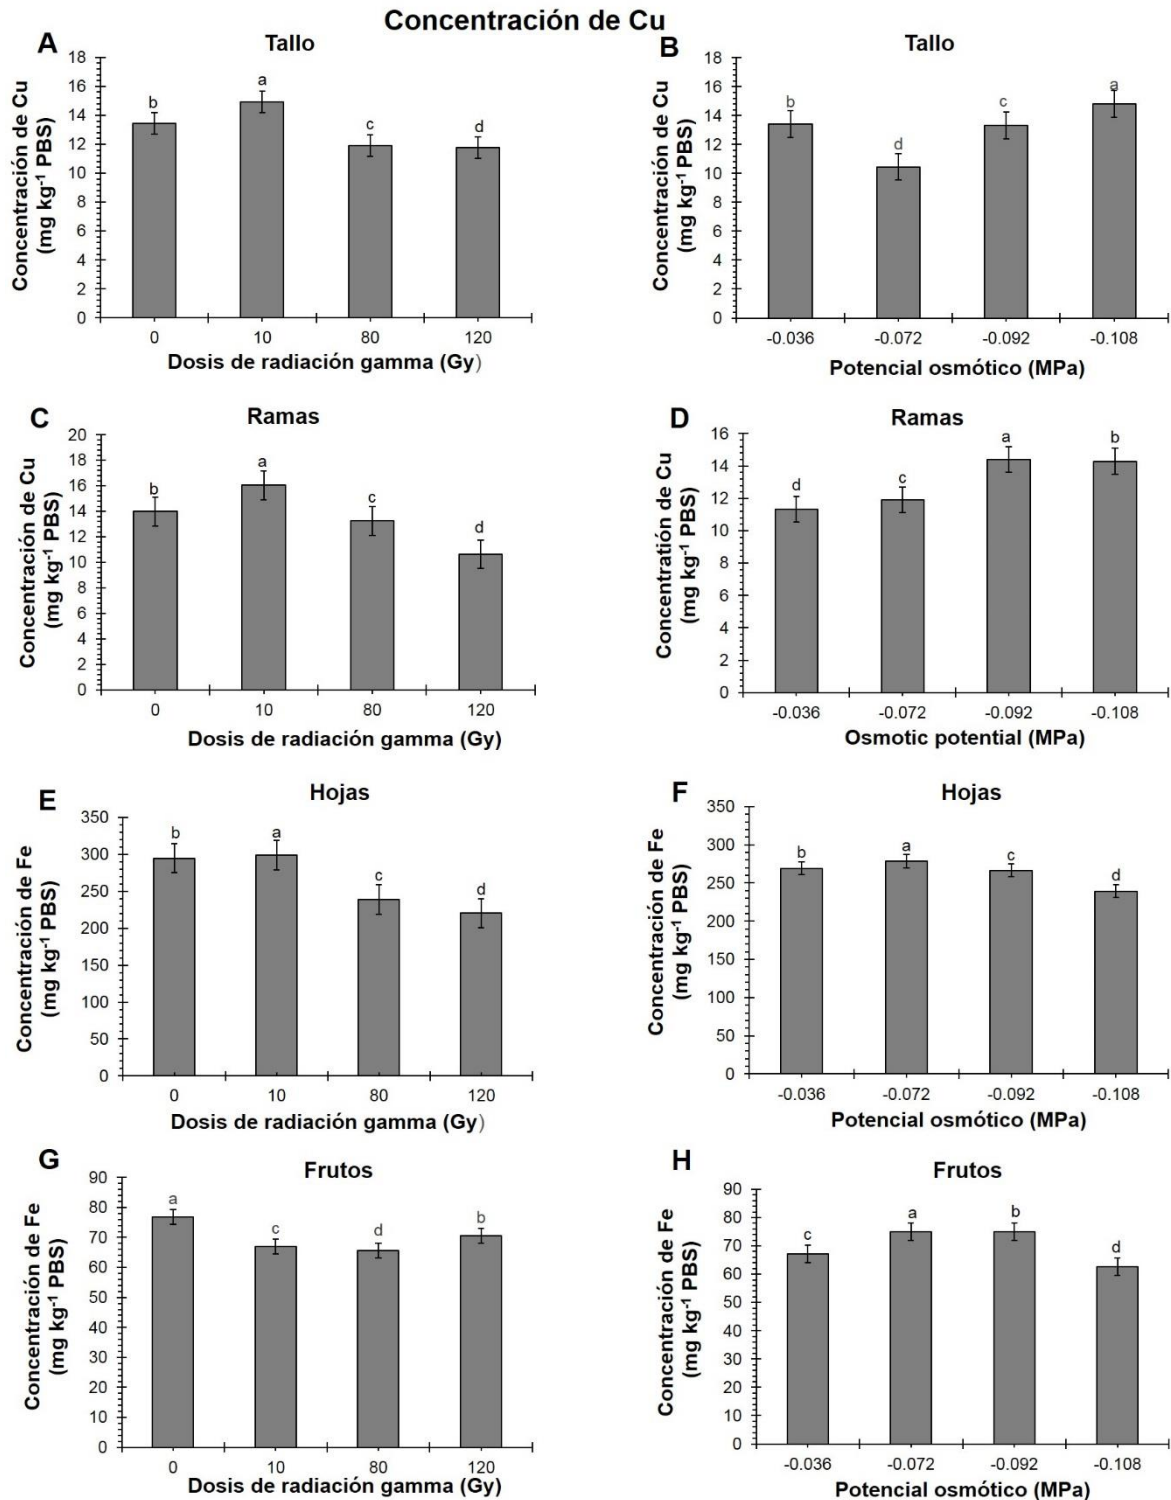 Concentración de Cu
A
Tallo
Concentración de Cu
(mg kg⁻¹ PBS)
18
16
14
12
10
8
6
4
2
0
b
a
c
d
0 10 80 120
Dosis de radiación gamma (Gy)
B
Tallo
Concentración de Cu
(mg kg⁻¹ PBS)
18
16
14
12
10
8
6
4
2
0
b
d
c
a
-0.036 -0.072 -0.092 -0.108
Potencial osmótico (MPa)
C
Ramas
Concentración de Cu
(mg kg⁻¹ PBS)
20
18
16
14
12
10
8
6
4
2
0
b
a
c
d
0 10 80 120
Dosis de radiación gamma (Gy)
D
Ramas
Concentratión de Cu
(mg kg⁻¹ PBS)
16
14
12
10
8
6
4
2
0
d
c
a
b
-0.036 -0.072 -0.092 -0.108
Osmotic potential (MPa)
E
Hojas
Concentración de Fe
(mg kg⁻¹ PBS)
350
300
250
200
150
100
50
0
b
a
c
d
0 10 80 120
Dosis de radiación gamma (Gy)
F
Hojas
Concentración de Fe
(mg kg⁻¹ PBS)
350
300
250
200
150
100
50
0
b
a
c
d
-0.036 -0.072 -0.092 -0.108
Potencial osmótico (MPa)
G
Frutos
Concentración de Fe
(mg kg⁻¹ PBS)
90
80
70
60
50
40
30
20
10
0
a
c
d
b
0 10 80 120
Dosis de radiación gamma (Gy)
H
Frutos
Concentración de Fe
(mg kg⁻¹ PBS)
90
80
70
60
50
40
30
20
10
0
c
a
b
d
-0.036 -0.072 -0.092 -0.108
Potencial osmótico (MPa)